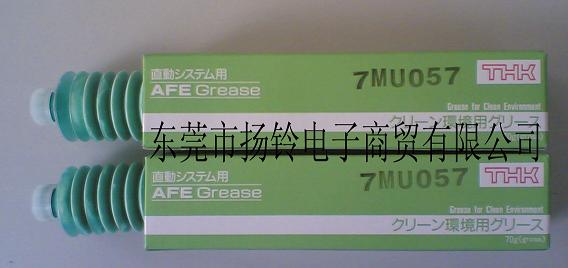 直動システム用
AFE Grease
7MU057
THK
Grease for Clean Environment
クリーン環境用グリース
东莞市扬铃电子商贸有限公司
直動システム用
AFE Grease
7MU057
THK
Grease for Clean Environment
クリーン環境用グリース
70g(gross)